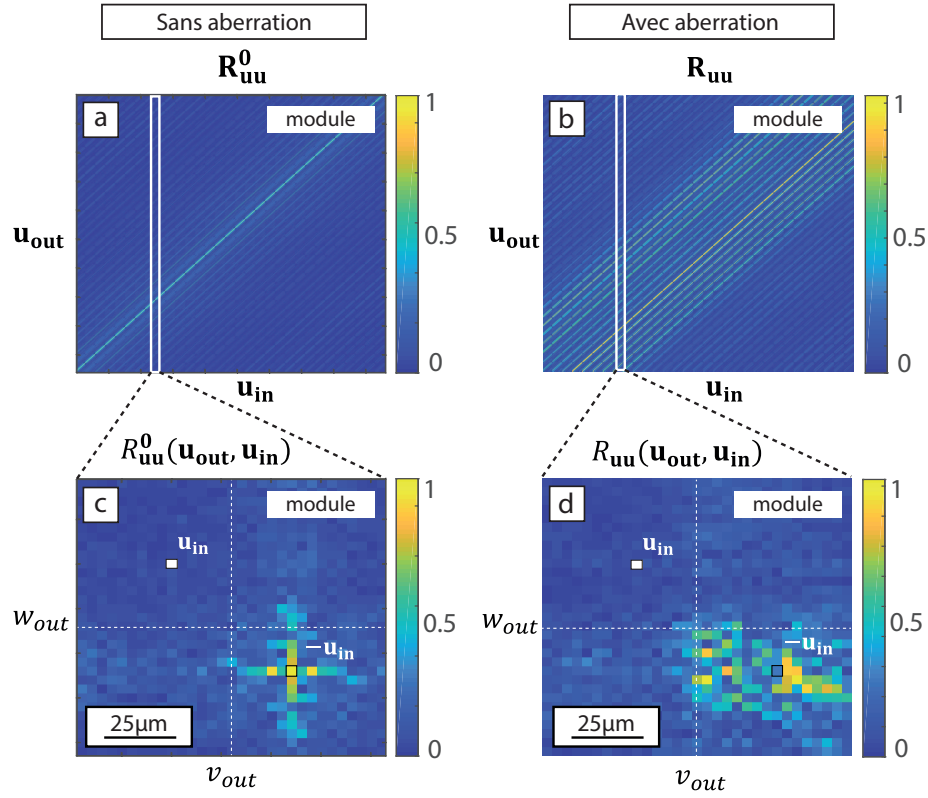 Sans aberration
Avec aberration
R⁰uu
Ruu
a
module
1
0.5
0
b
module
1
0.5
0
uout
uout
uin
uin
R⁰uu(uout, uin)
Ruu(uout, uin)
c
module
1
0.5
0
d
module
1
0.5
0
uin
uin
wout
wout
−uin
−uin
25μm
25μm
vout
vout